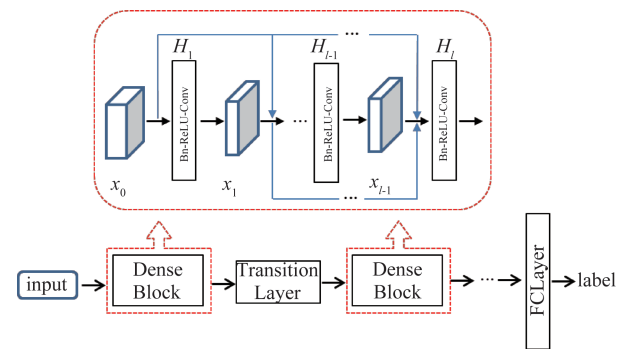 H1 ... Hl-1 ... Hl
Bn-ReLU-Conv
...
Bn-ReLU-Conv
Bn-ReLU-Conv
x0 x1 ... xl-1
input
Dense
Block
Transition
Layer
Dense
Block
...
FCLayer
label